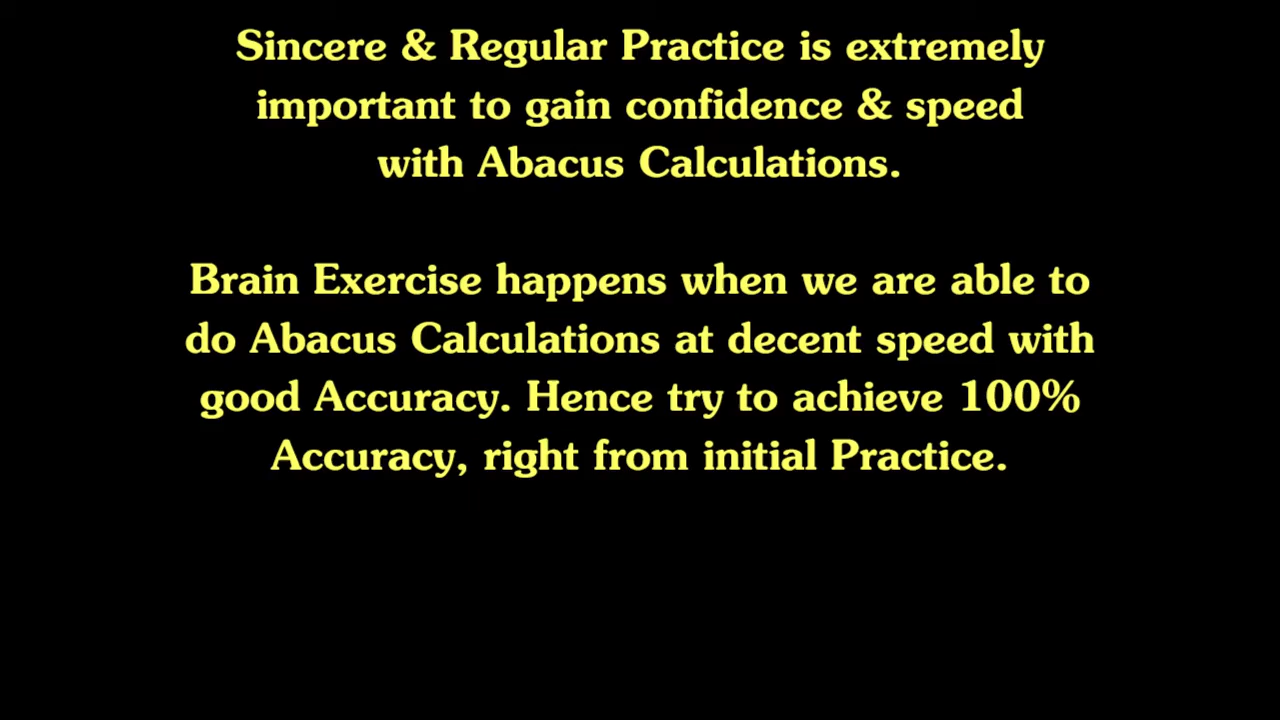 Sincere & Regular Practice is extremely
important to gain confidence & speed
with Abacus Calculations.
Brain Exercise happens when we are able to
do Abacus Calculations at decent speed with
good Accuracy. Hence try to achieve 100%
Accuracy, right from initial Practice.